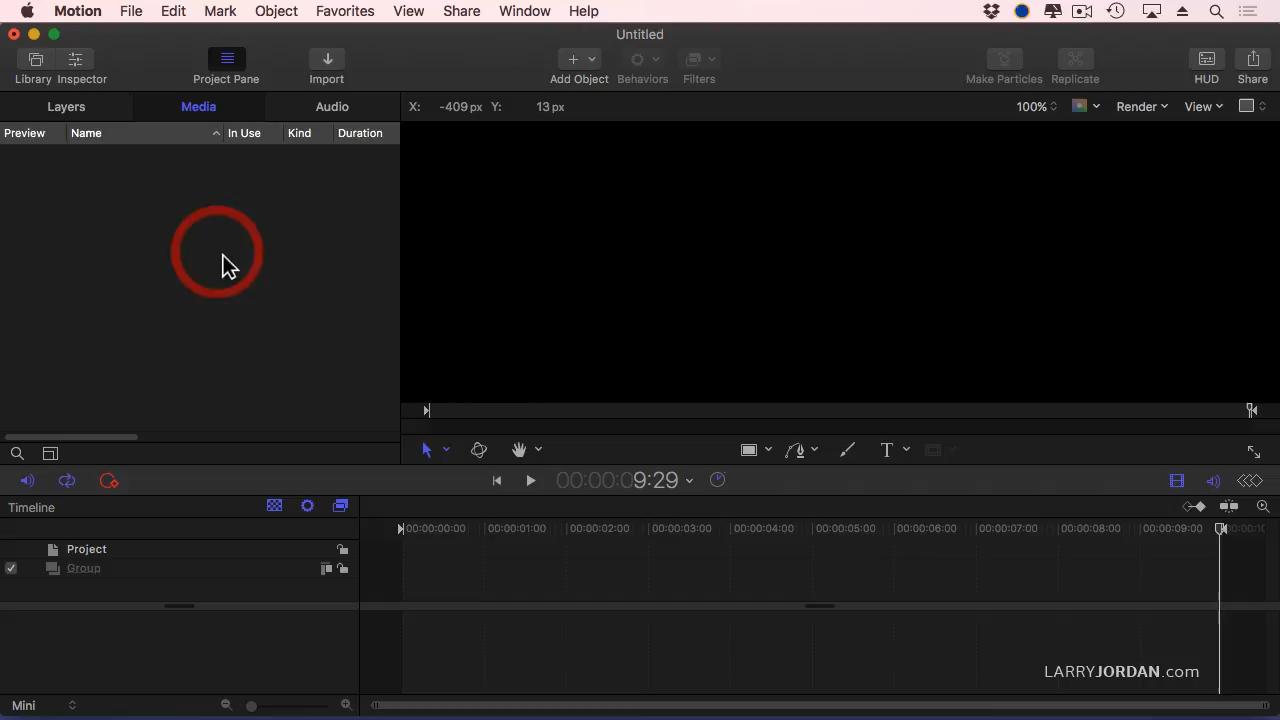 Motion File Edit Mark Object Favorites View Share Window Help
Untitled
Library Inspector Project Pane Import Add Object Behaviors Filters Make Particles Replicate HUD Share
Layers Media Audio X: -409 px Y: 13 px 100% Render View
Preview Name In Use Kind Duration
00:00:09:29
Timeline
00:00:00:00 00:00:01:00 00:00:02:00 00:00:03:00 00:00:04:00 00:00:05:00 00:00:06:00 00:00:07:00 00:00:08:00 00:00:09:00
Project
Group
LARRYJORDAN.com
Mini